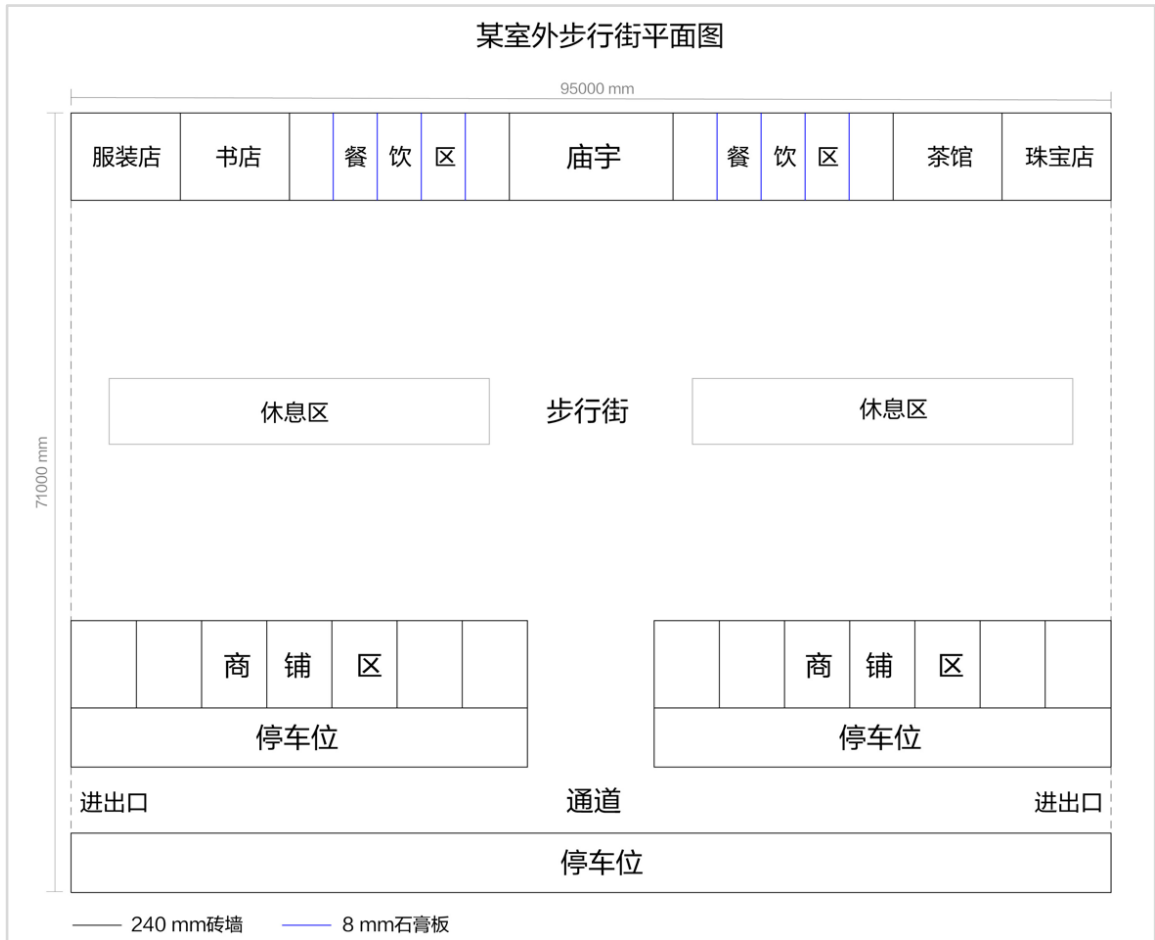 某室外步行街平面图
95000 mm
服装店 书店 餐 饮 区 庙宇 餐 饮 区 茶馆 珠宝店
71000 mm
休息区 步行街 休息区
商 铺 区 商 铺 区
停车位 停车位
进出口 通道 进出口
停车位
240 mm砖墙 8 mm石膏板